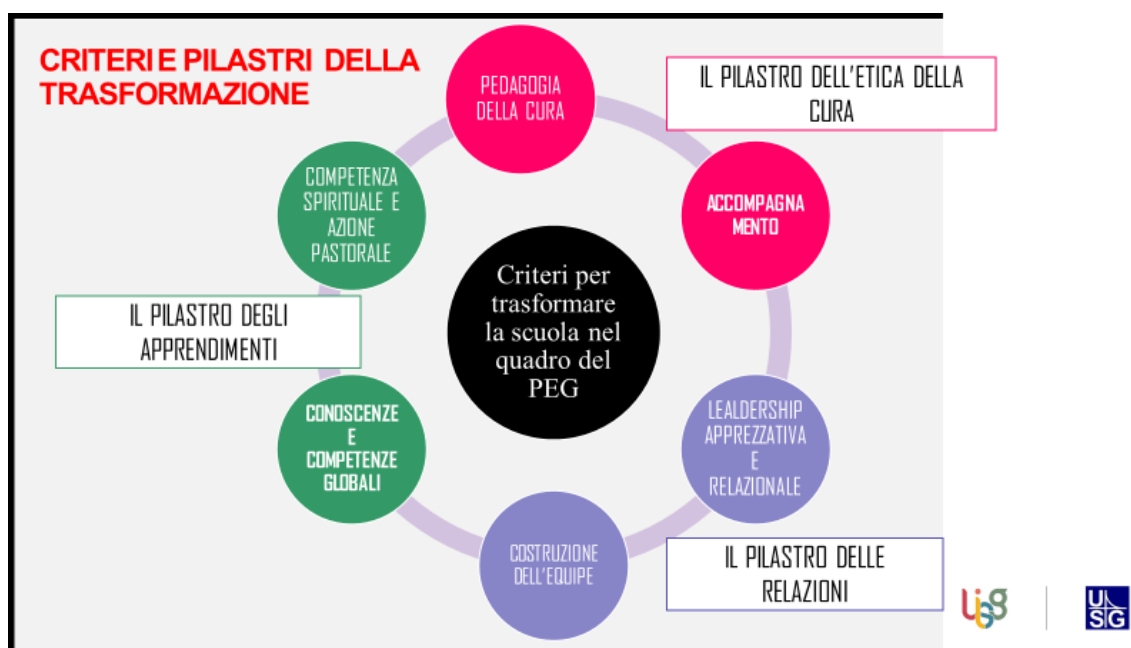 CRITERI E PILASTRI DELLA
TRASFORMAZIONE
PEDAGOGIA
DELLA CURA
IL PILASTRO DELL'ETICA DELLA
CURA
COMPETENZA
SPIRITUALE E
AZIONE
PASTORALE
ACCOMPAGNA
MENTO
Criteri per
trasformare
la scuola nel
quadro del
PEG
IL PILASTRO DEGLI
APPRENDIMENTI
CONOSCENZE
E
COMPETENZE
GLOBALI
LEALDERSHIP
APPREZZATIVA
E
RELAZIONALE
COSTRUZIONE
DELL'EQUIPE
IL PILASTRO DELLE
RELAZIONI
U
SG